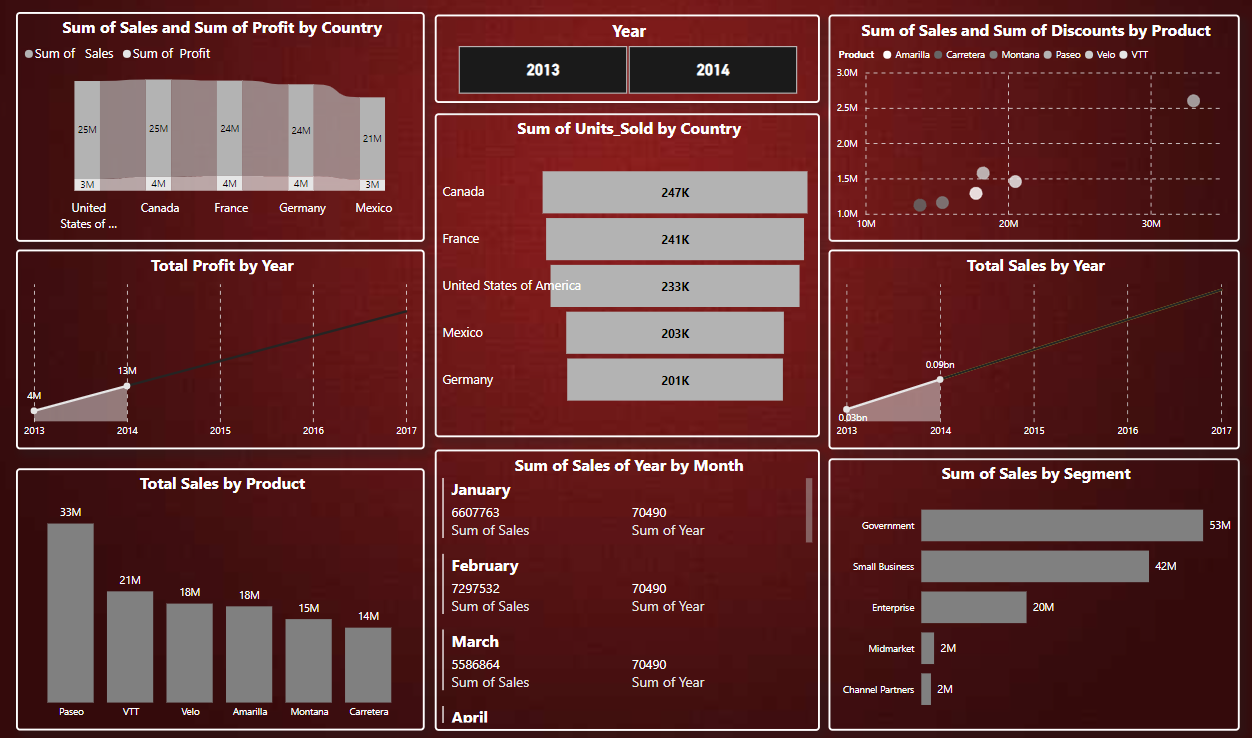 Sum of Sales and Sum of Profit by Country
Sum of Sales Sum of Profit
25M 25M 24M 24M 21M
3M 4M 4M 4M 3M
United States of ... Canada France Germany Mexico
Year
2013 2014
Sum of Sales and Sum of Discounts by Product
Product Amarilla Carretera Montana Paseo Velo VTT
3.0M
2.5M
2.0M
1.5M
1.0M
10M 20M 30M
Sum of Units_Sold by Country
Canada 247K
France 241K
United States of America 233K
Mexico 203K
Germany 201K
Total Profit by Year
4M 13M
2013 2014 2015 2016 2017
Total Sales by Year
0.03bn 0.09bn
2013 2014 2015 2016 2017
Total Sales by Product
33M 21M 18M 18M 15M 14M
Paseo VTT Velo Amarilla Montana Carretera
Sum of Sales of Year by Month
January
6607763 70490
Sum of Sales Sum of Year
February
7297532 70490
Sum of Sales Sum of Year
March
5586864 70490
Sum of Sales Sum of Year
April
Sum of Sales by Segment
Government 53M
Small Business 42M
Enterprise 20M
Midmarket 2M
Channel Partners 2M